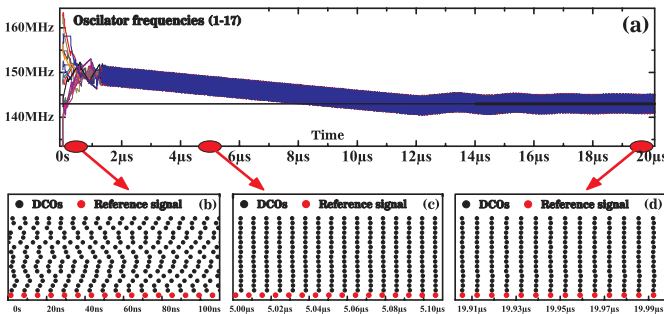 Oscilator frequencies (1-17)
(a)
160MHz
150MHz
140MHz
Time
0s 2µs 4µs 6µs 8µs 10µs 12µs 14µs 16µs 18µs 20µs
DCOs Reference signal (b)
DCOs Reference signal (c)
DCOs Reference signal (d)
0s 20ns 40ns 60ns 80ns 100ns
5.00µs 5.02µs 5.04µs 5.06µs 5.08µs 5.10µs
19.91µs 19.93µs 19.95µs 19.97µs 19.99µs